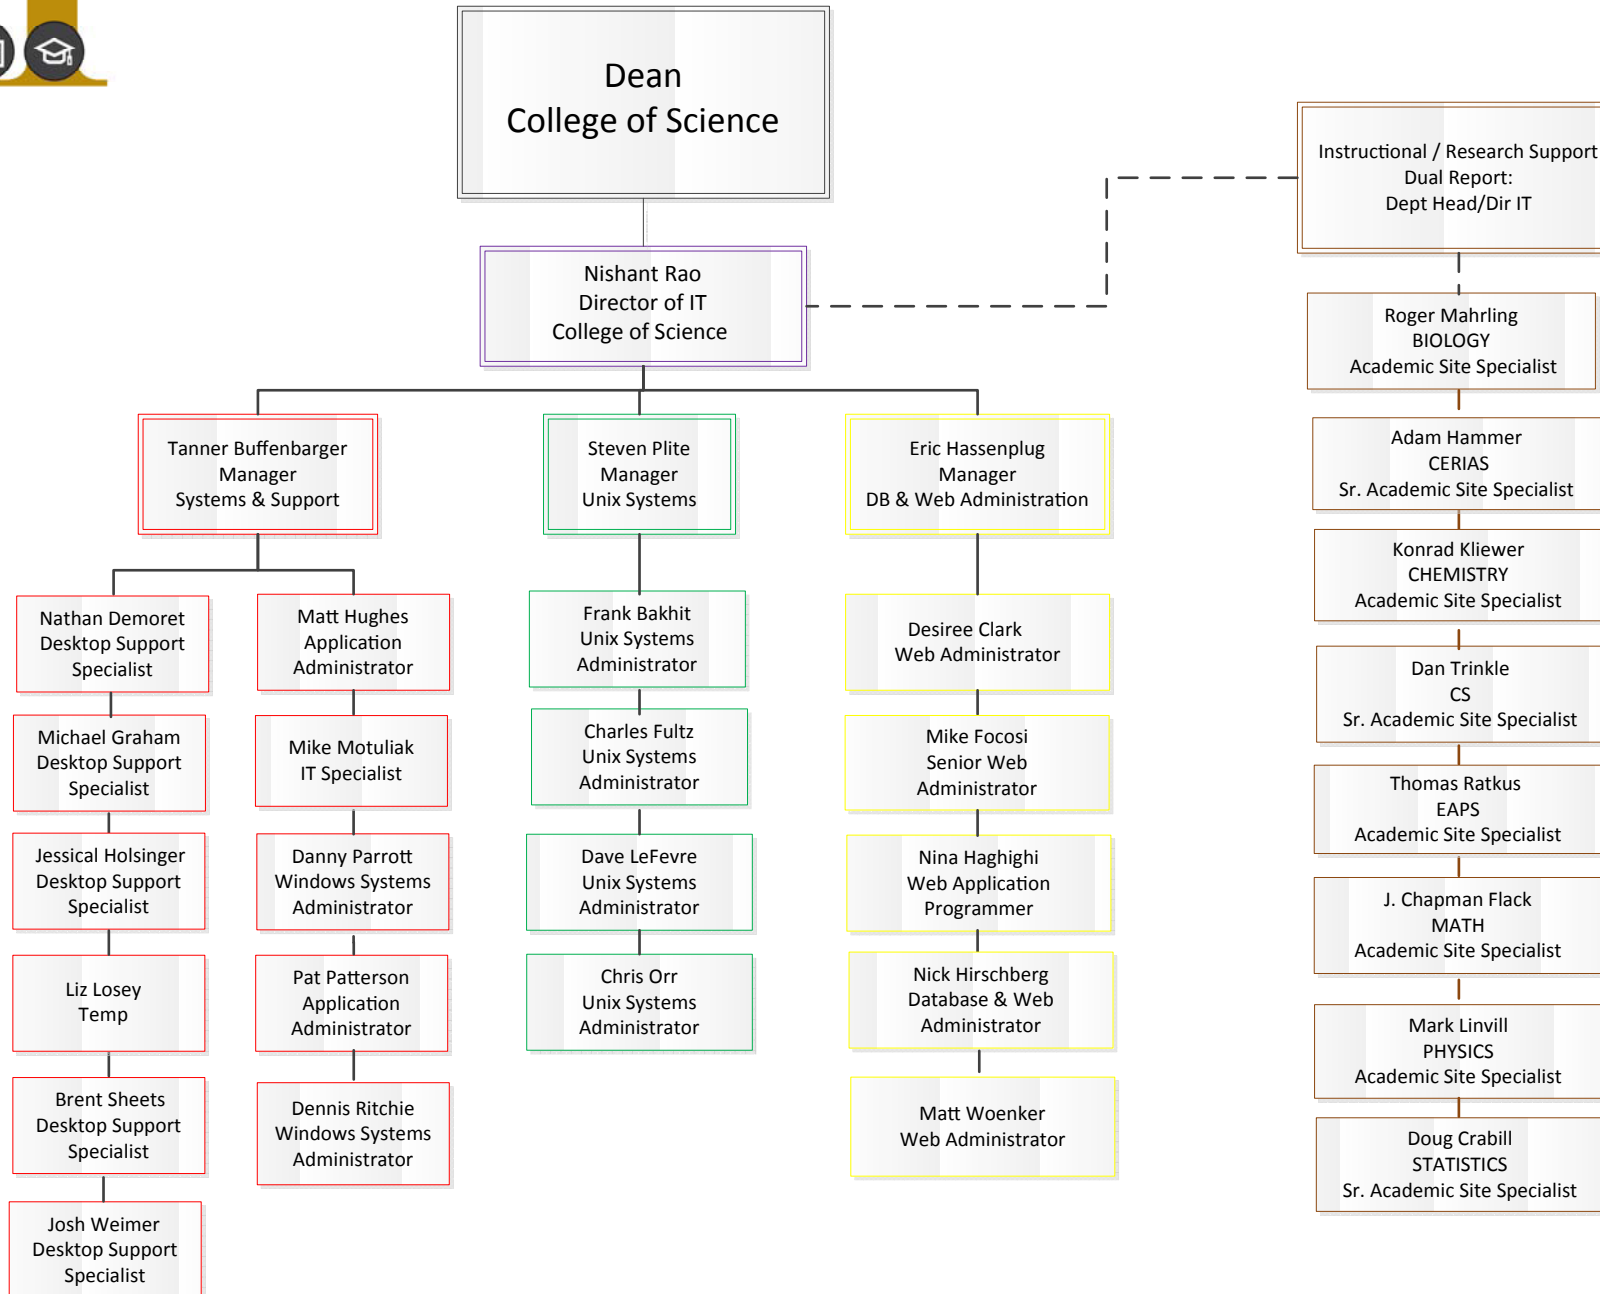 Dean
College of Science
Instructional / Research Support
Dual Report:
Dept Head/Dir IT
Nishant Rao
Director of IT
College of Science
Tanner Buffenbarger
Manager
Systems & Support
Steven Plite
Manager
Unix Systems
Eric Hassenplug
Manager
DB & Web Administration
Nathan Demoret
Desktop Support
Specialist
Michael Graham
Desktop Support
Specialist
Jessical Holsinger
Desktop Support
Specialist
Liz Losey
Temp
Brent Sheets
Desktop Support
Specialist
Josh Weimer
Desktop Support
Specialist
Matt Hughes
Application
Administrator
Mike Motuliak
IT Specialist
Danny Parrott
Windows Systems
Administrator
Pat Patterson
Application
Administrator
Dennis Ritchie
Windows Systems
Administrator
Frank Bakhit
Unix Systems
Administrator
Charles Fultz
Unix Systems
Administrator
Dave LeFevre
Unix Systems
Administrator
Chris Orr
Unix Systems
Administrator
Desiree Clark
Web Administrator
Mike Focosi
Senior Web
Administrator
Nina Haghighi
Web Application
Programmer
Nick Hirschberg
Database & Web
Administrator
Matt Woenker
Web Administrator
Roger Mahrling
BIOLOGY
Academic Site Specialist
Adam Hammer
CERIAS
Sr. Academic Site Specialist
Konrad Kliewer
CHEMISTRY
Academic Site Specialist
Dan Trinkle
CS
Sr. Academic Site Specialist
Thomas Ratkus
EAPS
Academic Site Specialist
J. Chapman Flack
MATH
Academic Site Specialist
Mark Linvill
PHYSICS
Academic Site Specialist
Doug Crabill
STATISTICS
Sr. Academic Site Specialist